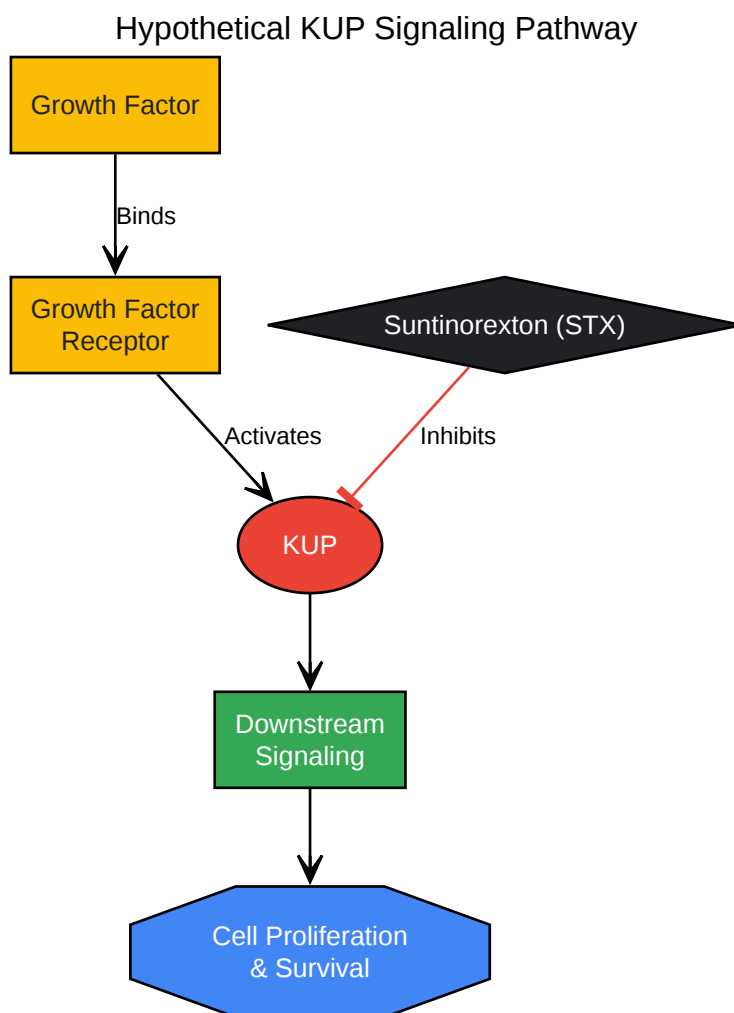 Hypothetical KUP Signaling Pathway
Growth Factor
Binds
Growth Factor
Receptor
Suntinorexton (STX)
Activates
Inhibits
KUP
Downstream
Signaling
Cell Proliferation
& Survival